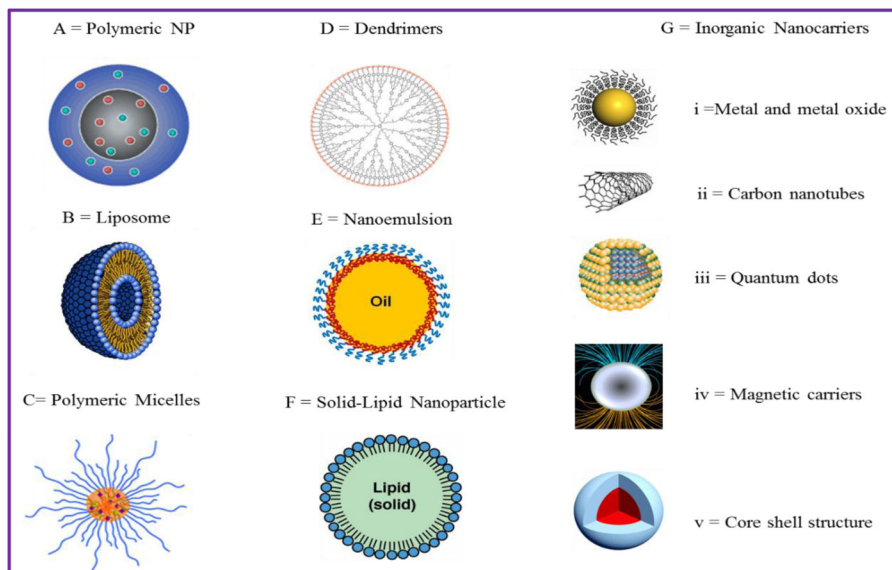 A = Polymeric NP
B = Liposome
C= Polymeric Micelles
D = Dendrimers
E = Nanoemulsion
Oil
F = Solid-Lipid Nanoparticle
Lipid
(solid)
G = Inorganic Nanocarriers
i =Metal and metal oxide
ii = Carbon nanotubes
iii = Quantum dots
iv = Magnetic carriers
v = Core shell structure